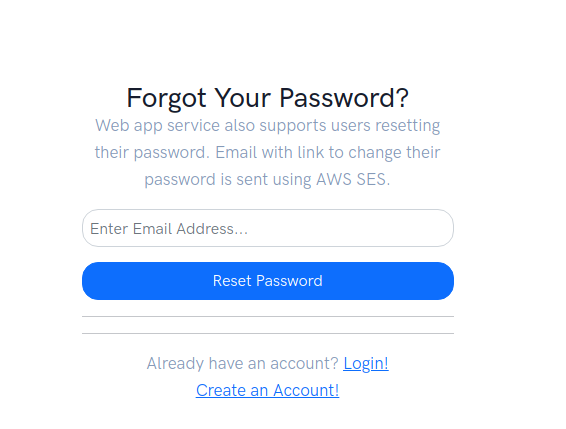 Forgot Your Password?
Web app service also supports users resetting
their password. Email with link to change their
password is sent using AWS SES.
Enter Email Address...
Reset Password
Already have an account? Login!
Create an Account!